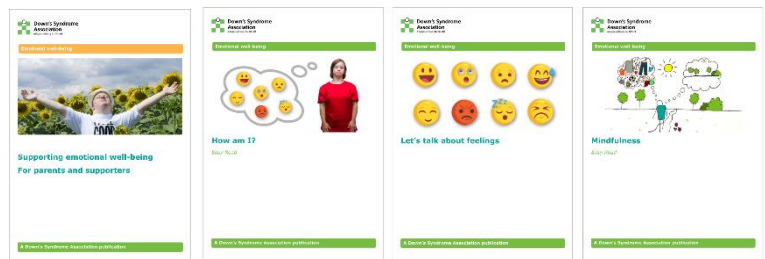 Down's Syndrome
Association
Emotional well-being
Supporting emotional well-being
For parents and supporters
A Down's Syndrome Association publication
Down's Syndrome
Association
Emotional well-being
How am I?
Easy Read
A Down's Syndrome Association publication
Down's Syndrome
Association
Emotional well-being
Let's talk about feelings
A Down's Syndrome Association publication
Down's Syndrome
Association
Emotional well-being
Mindfulness
Easy Read
A Down's Syndrome Association publication